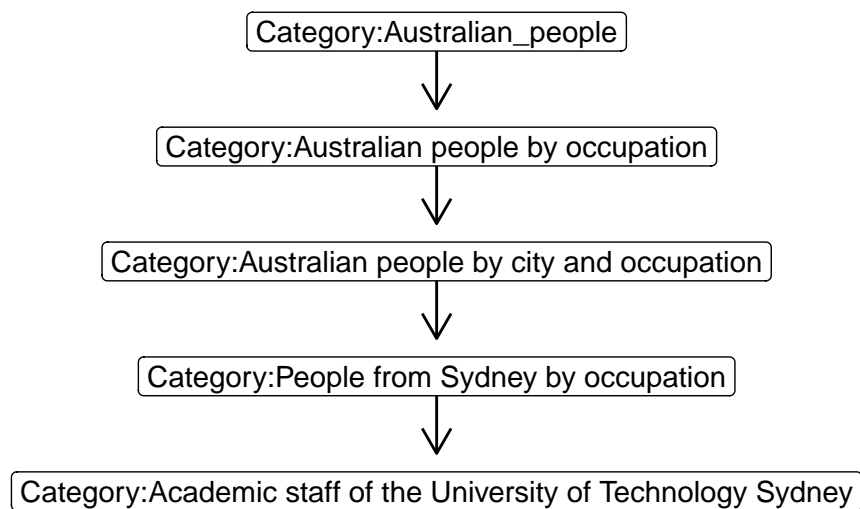 Category:Australian_people
Category:Australian people by occupation
Category:Australian people by city and occupation
Category:People from Sydney by occupation
Category:Academic staff of the University of Technology Sydney